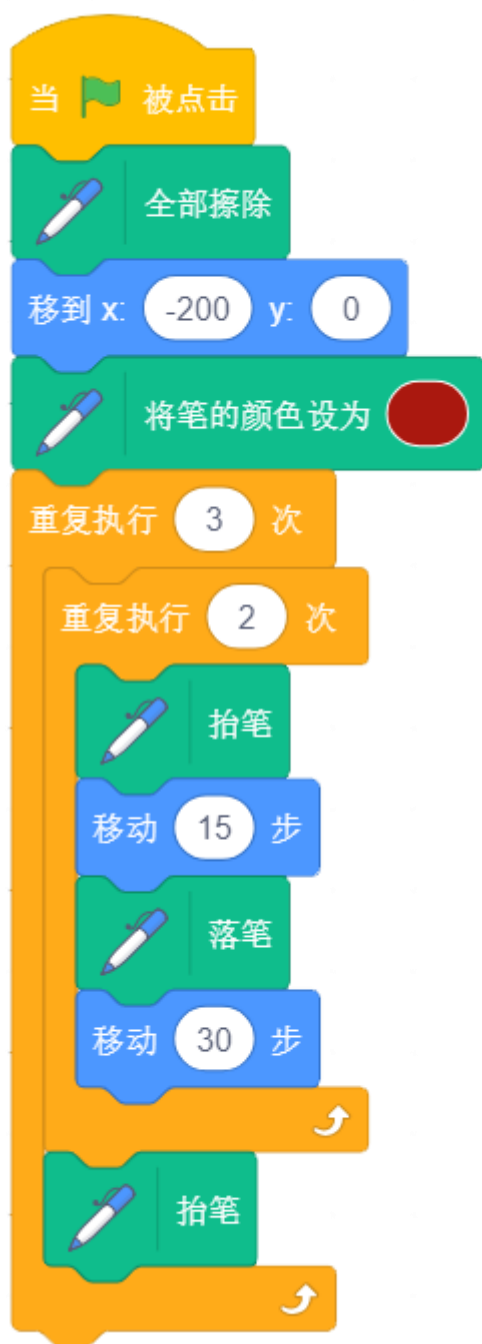 当 被点击
全部擦除
移到 x: -200 y: 0
将笔的颜色设为
重复执行 3 次
重复执行 2 次
抬笔
移动 15 步
落笔
移动 30 步
抬笔